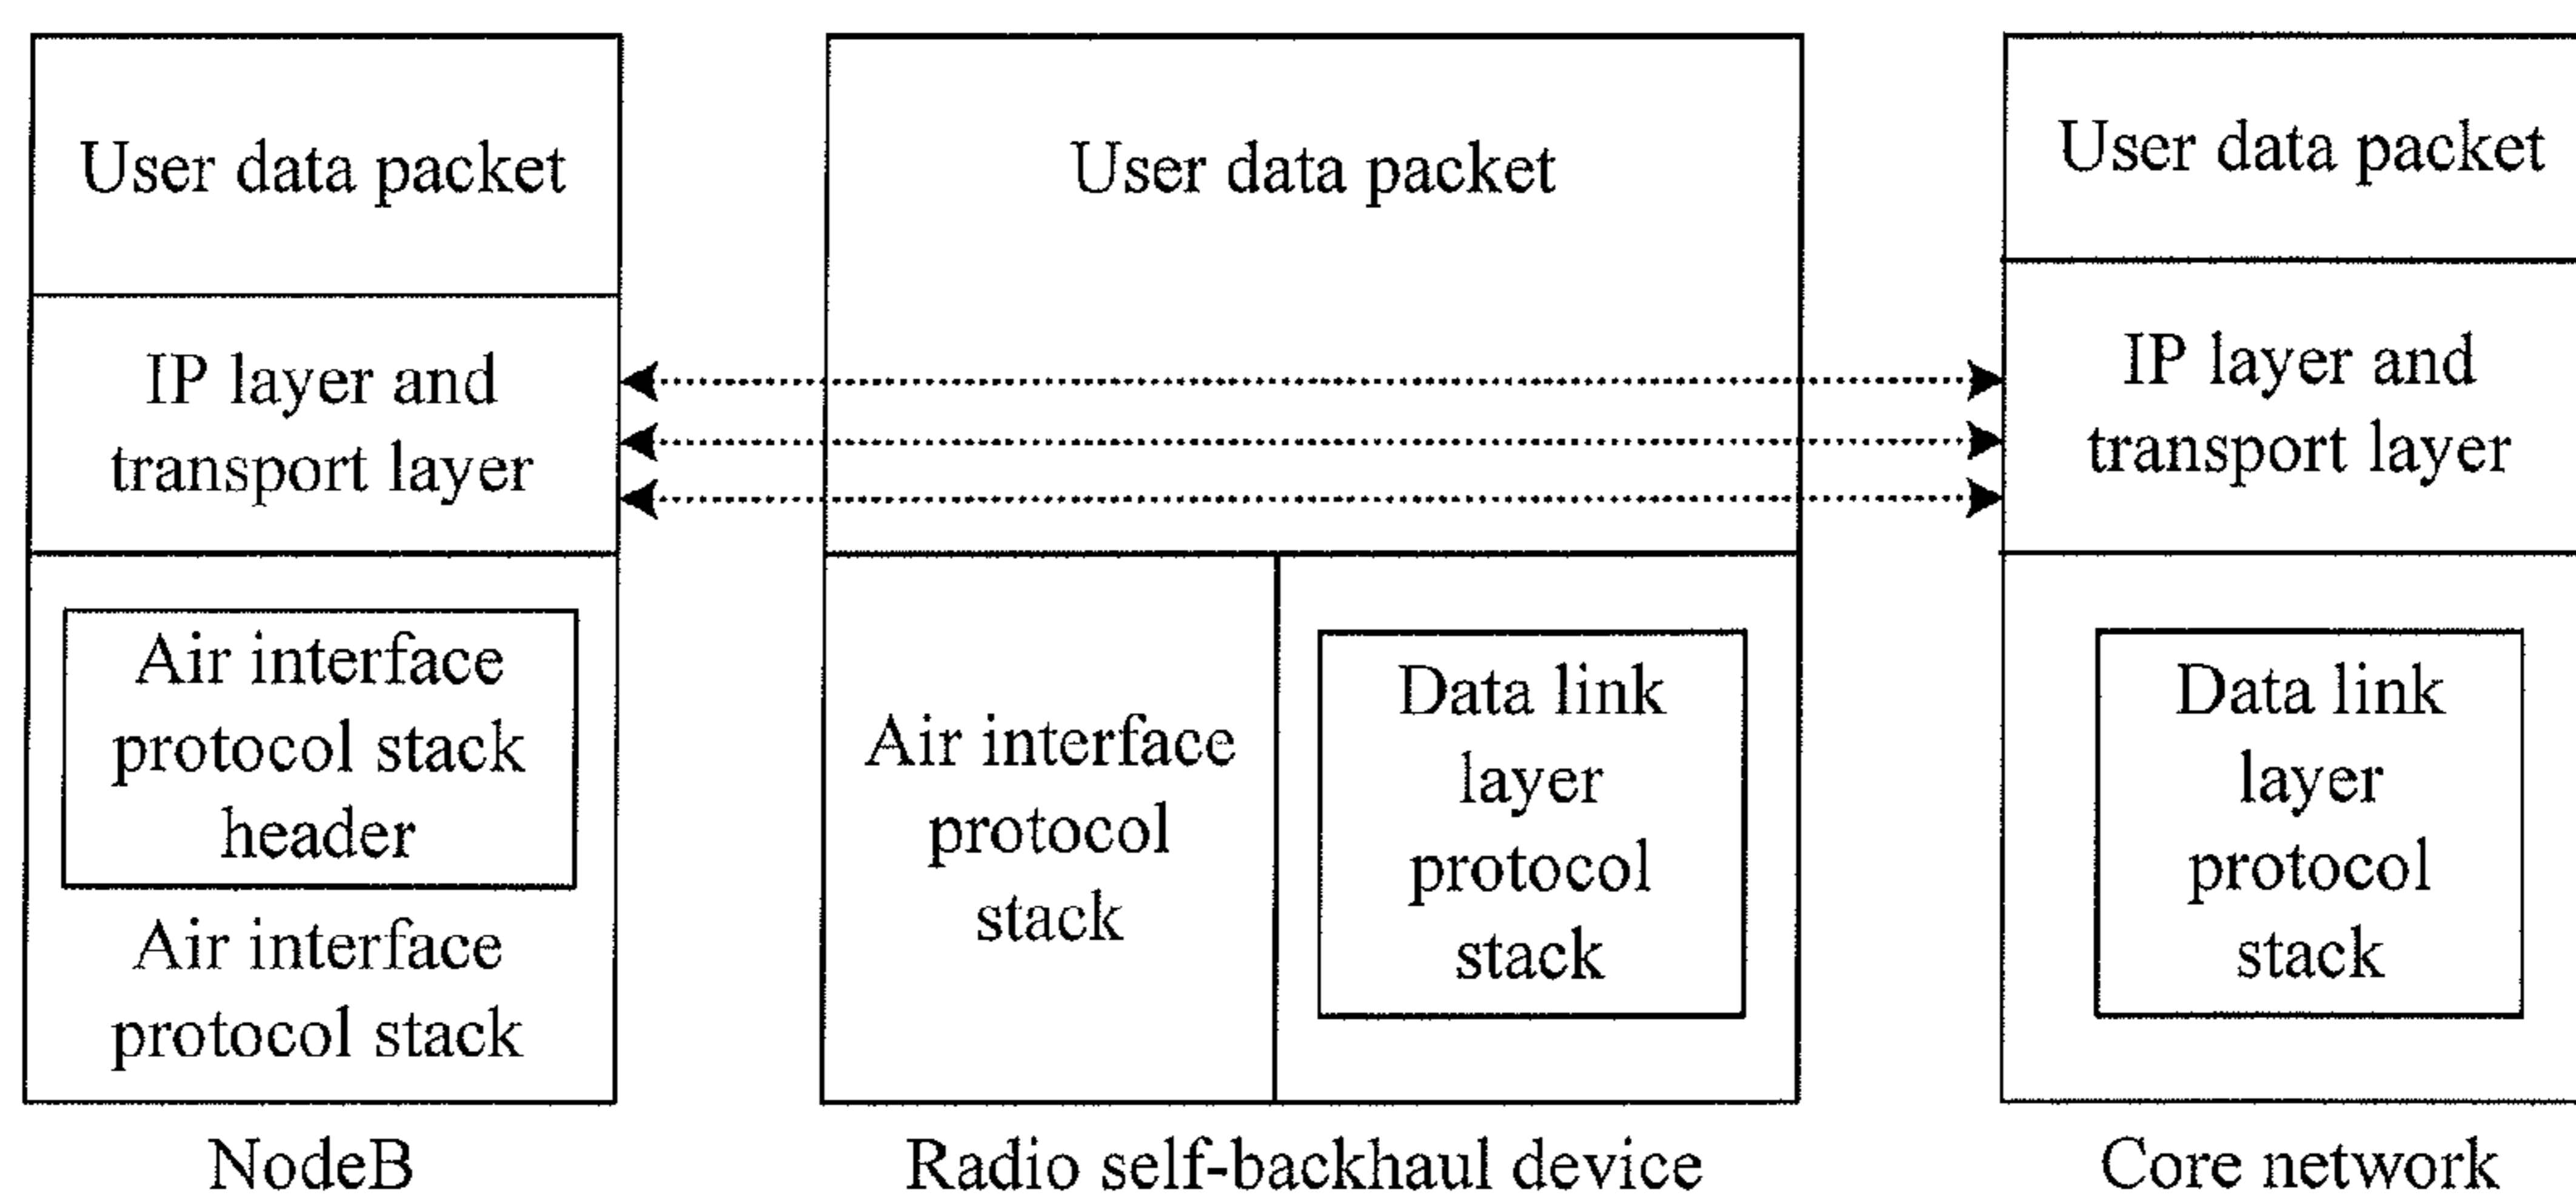 User data packet
IP layer and
transport layer
Air interface
protocol stack
header
Air interface
protocol stack
NodeB
User data packet
Air interface
protocol
stack
Data link
layer
protocol
stack
Radio self-backhaul device
User data packet
IP layer and
transport layer
Data link
layer
protocol
stack
Core network